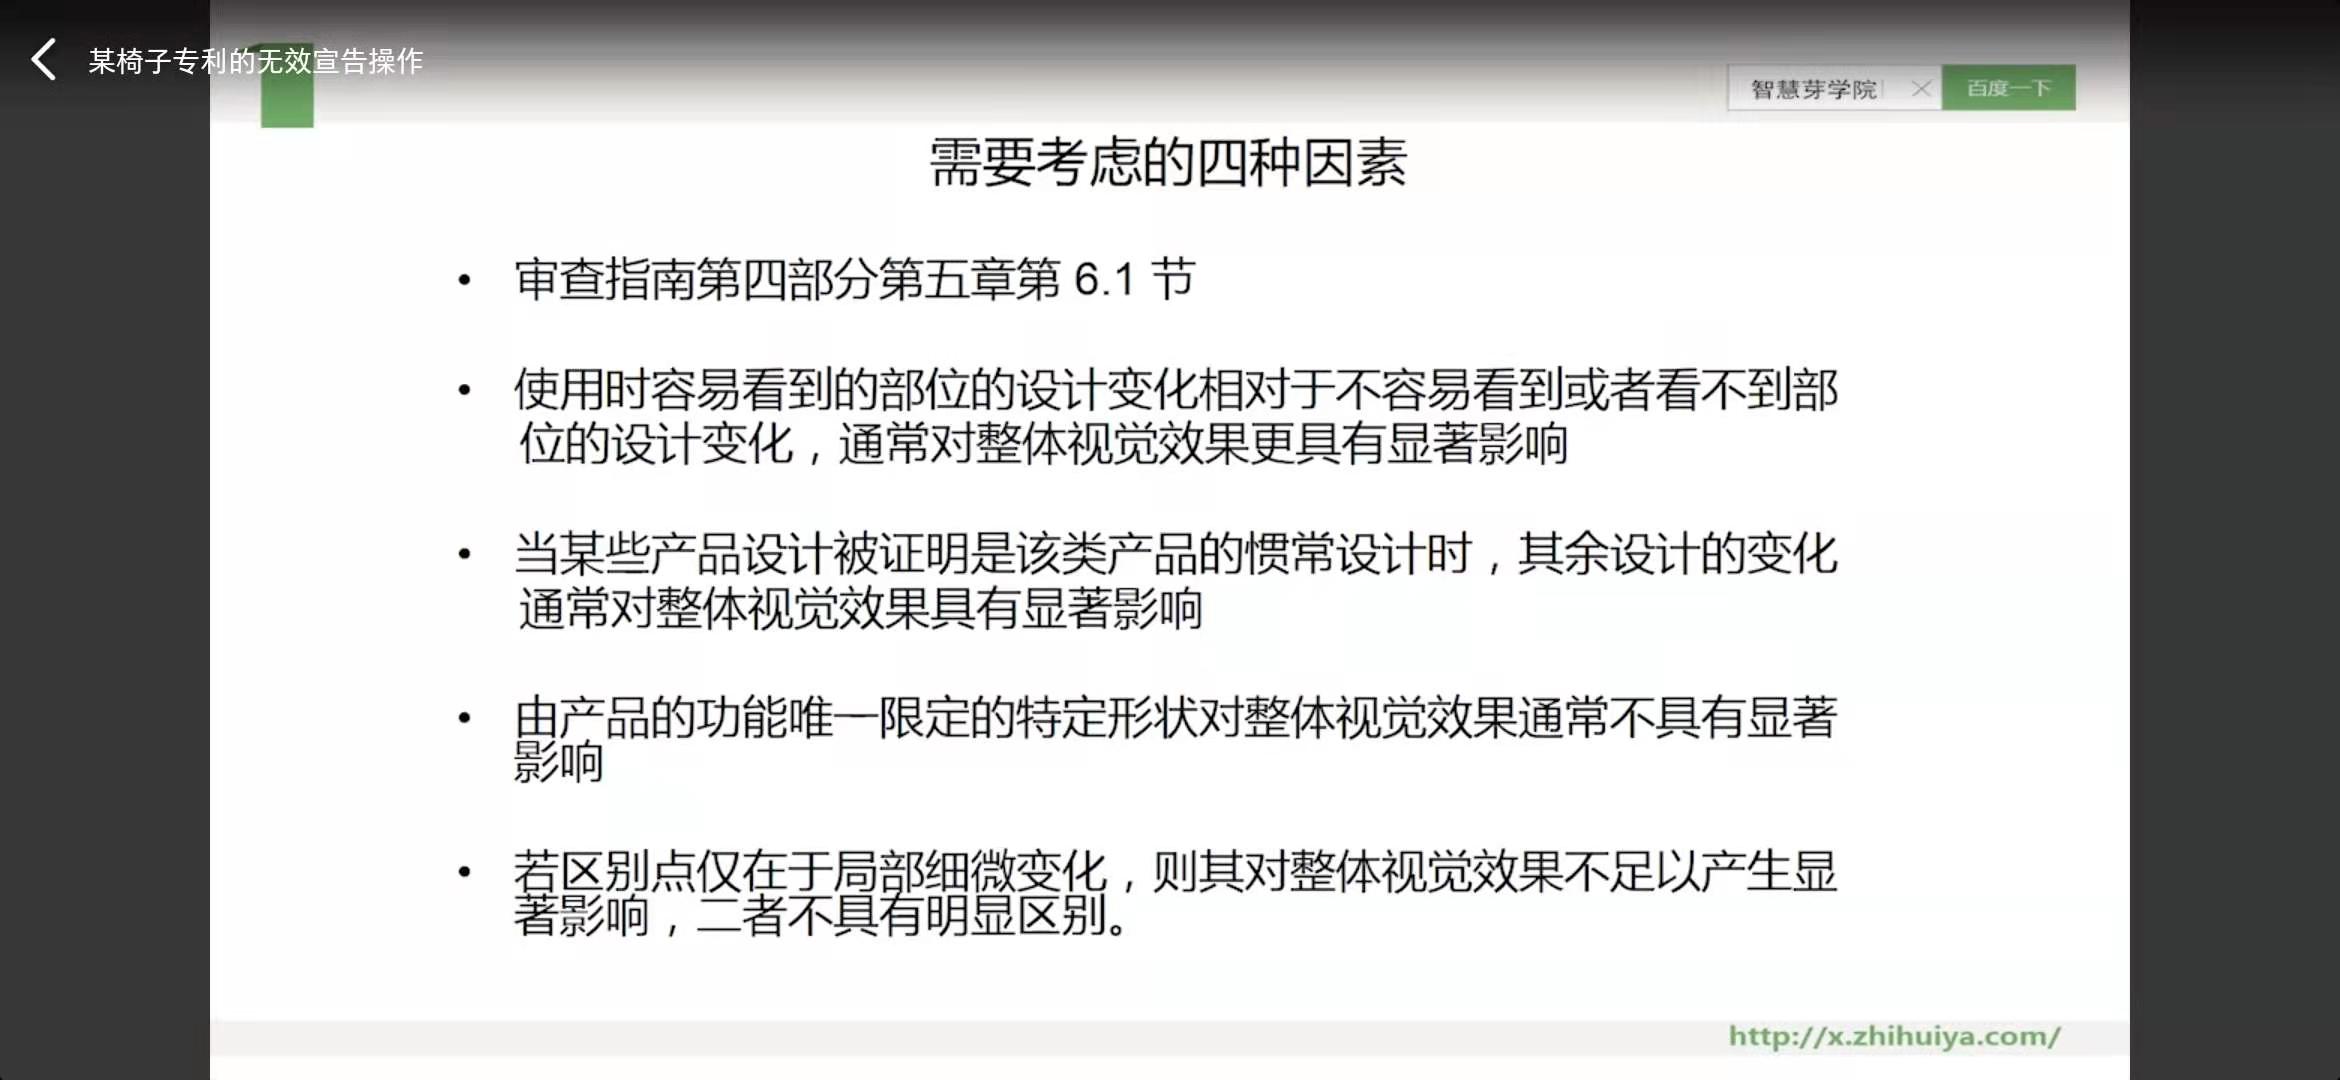 某椅子专利的无效宣告操作
智慧芽学院
百度一下
需要考虑的四种因素
• 审查指南第四部分第五章第 6.1 节
• 使用时容易看到的部位的设计变化相对于不容易看到或者看不到部
位的设计变化，通常对整体视觉效果更具有显著影响
• 当某些产品设计被证明是该类产品的惯常设计时，其余设计的变化
通常对整体视觉效果具有显著影响
• 由产品的功能唯一限定的特定形状对整体视觉效果通常不具有显著
影响
• 若区别点仅在于局部细微变化，则其对整体视觉效果不足以产生显
著影响，二者不具有明显区别。
http://x.zhihuiya.com/